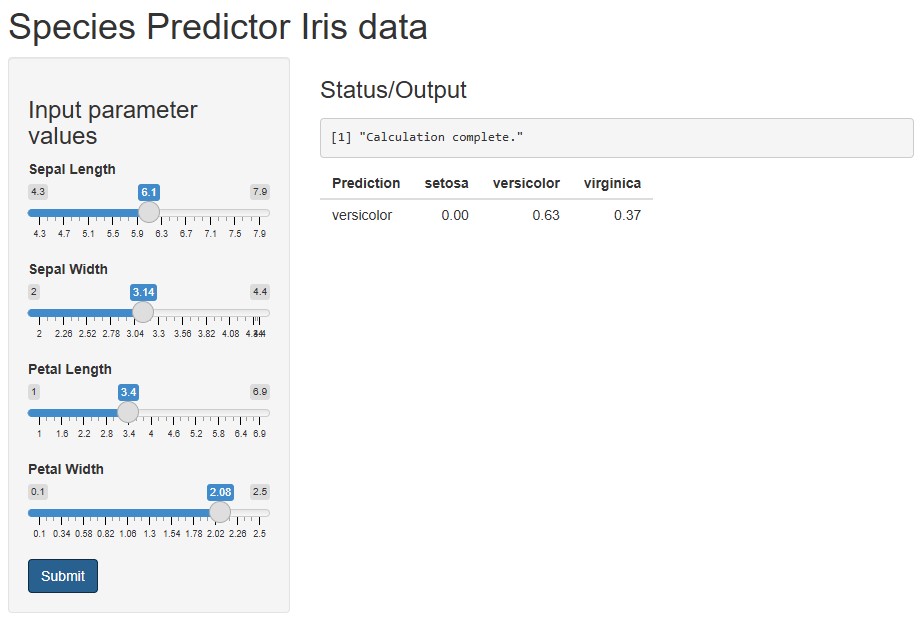 Species Predictor Iris data
Input parameter
values
Sepal Length
4.3 6.1 7.9
4.3 4.7 5.1 5.5 5.9 6.3 6.7 7.1 7.5 7.9
Sepal Width
2 3.14 4.4
2 2.26 2.52 2.78 3.04 3.3 3.56 3.82 4.08
Petal Length
1 3.4 6.9
1 1.6 2.2 2.8 3.4 4 4.6 5.2 5.8 6.4 6.9
Petal Width
0.1 2.08 2.5
0.1 0.34 0.58 0.82 1.06 1.3 1.54 1.78 2.02 2.26 2.5
Submit
Status/Output
[1] "Calculation complete."
Prediction setosa versicolor virginica
versicolor 0.00 0.63 0.37